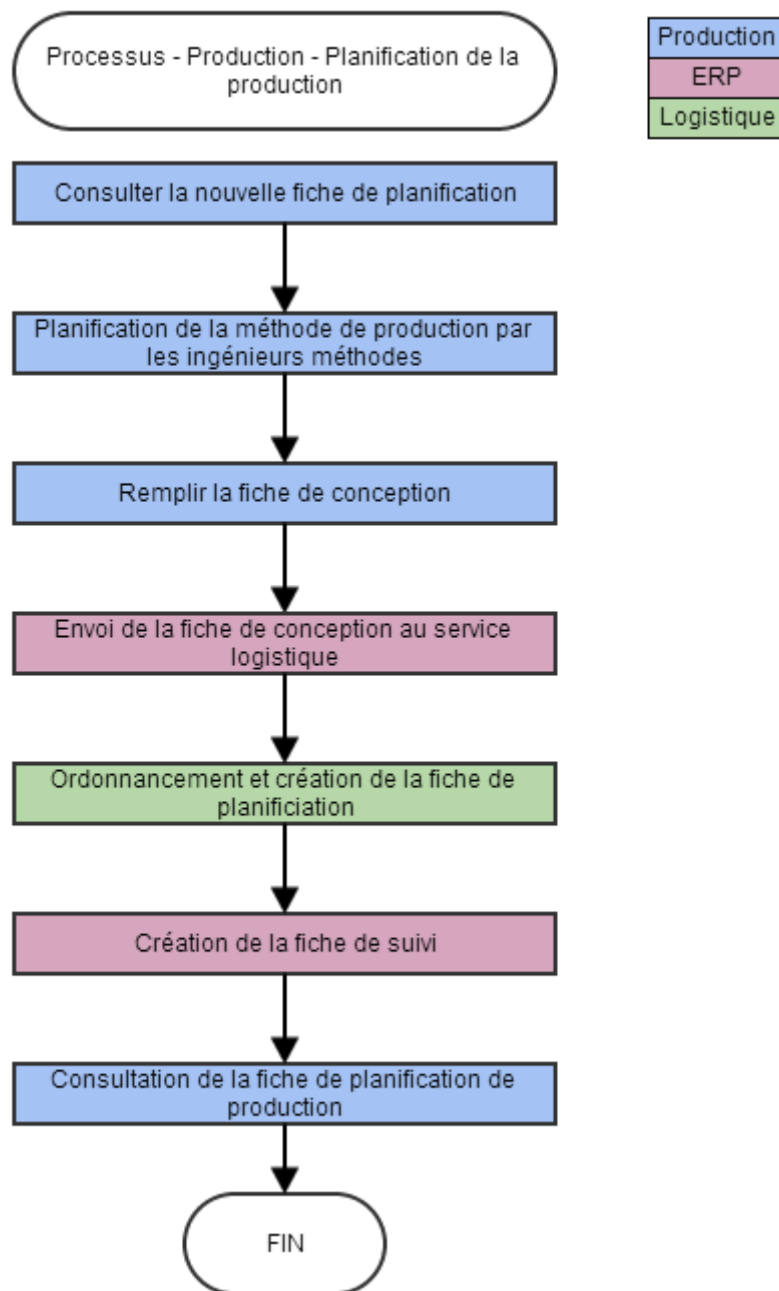 Processus - Production - Planification de la
production
Production
ERP
Logistique
Consulter la nouvelle fiche de planification
Planification de la méthode de production par
les ingénieurs méthodes
Remplir la fiche de conception
Envoi de la fiche de conception au service
logistique
Ordonnancement et création de la fiche de
planificiation
Création de la fiche de suivi
Consultation de la fiche de planification de
production
FIN